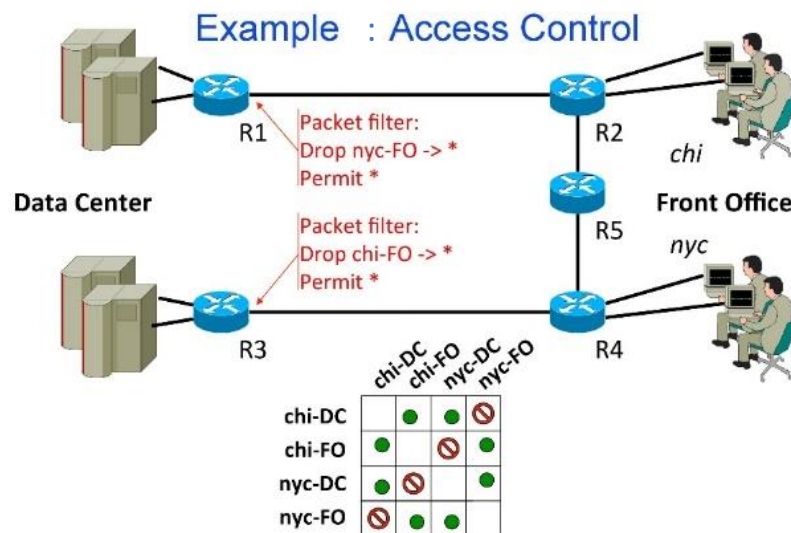 Example : Access Control
R1
R2
Packet filter:
Drop nyc-FO -> *
Permit *
chi
Data Center
Front Office
R5
nyc
Packet filter:
Drop chi-FO -> *
Permit *
R3
R4
chi-DC
chi-FO
nyc-DC
nyc-FO
chi-DC
chi-FO
nyc-DC
nyc-FO